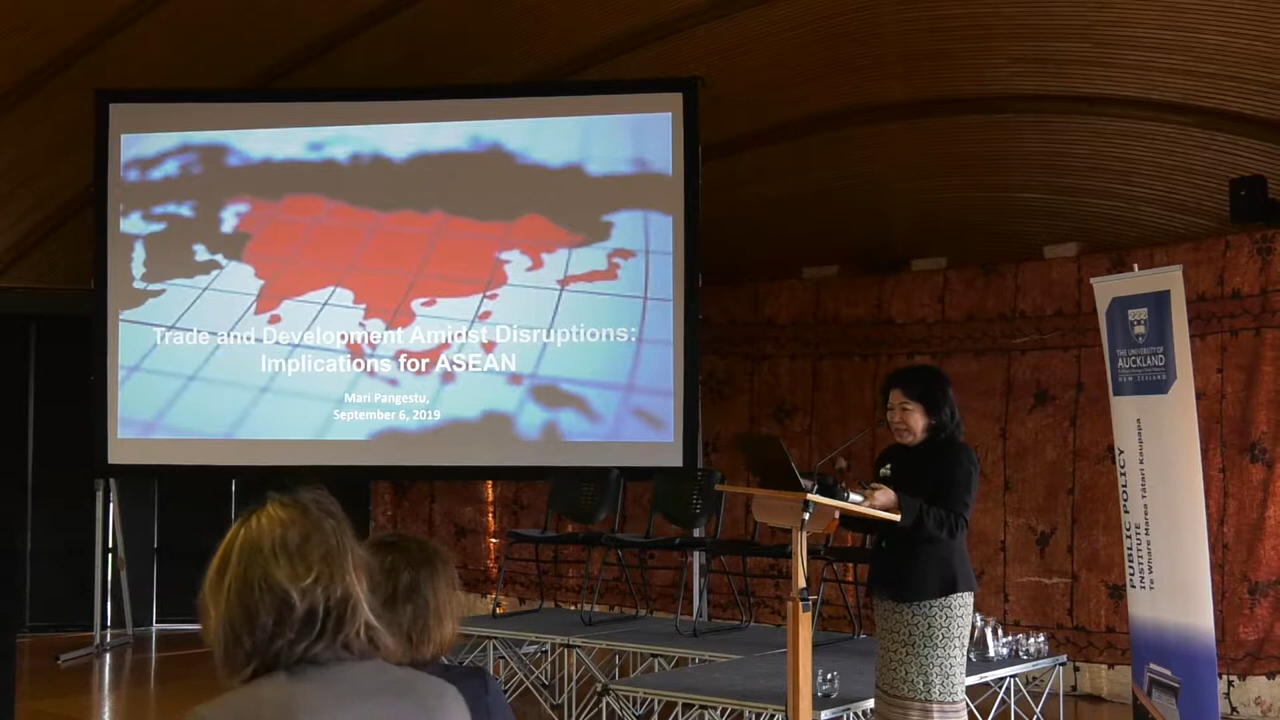 Trade and Development Amidst Disruptions:
Implications for ASEAN
Mari Pangestu,
September 6, 2019
THE UNIVERSITY OF
AUCKLAND
NEW ZEALAND
PUBLIC POLICY
INSTITUTE
Te Whare Marea Tātari Kaupapa